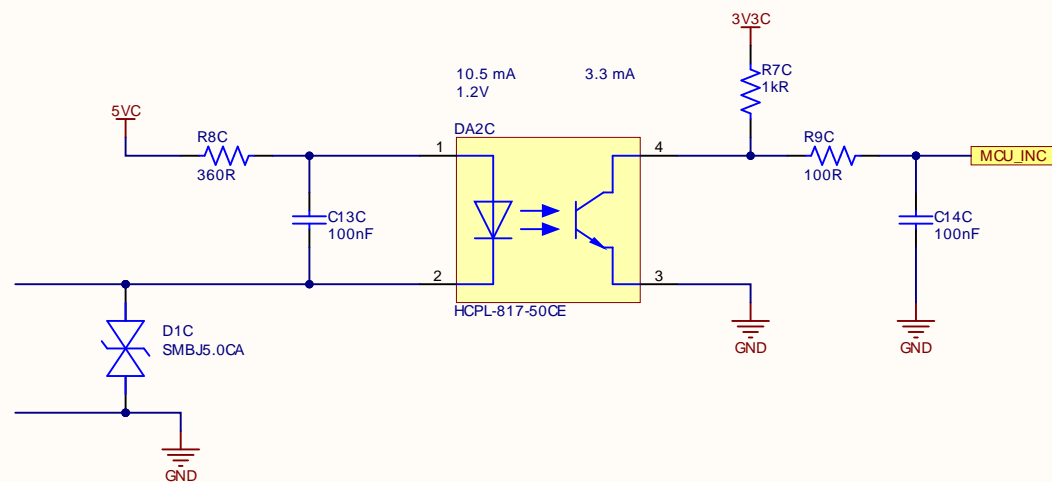 3V3C
10.5 mA
3.3 mA
1.2V
R7C
1kR
5VC
DA2C
R8C
360R
1
4
R9C
100R
MCU_INC
C13C
100nF
C14C
100nF
2
3
HCPL-817-50CE
D1C
SMBJ5.0CA
GND
GND
GND